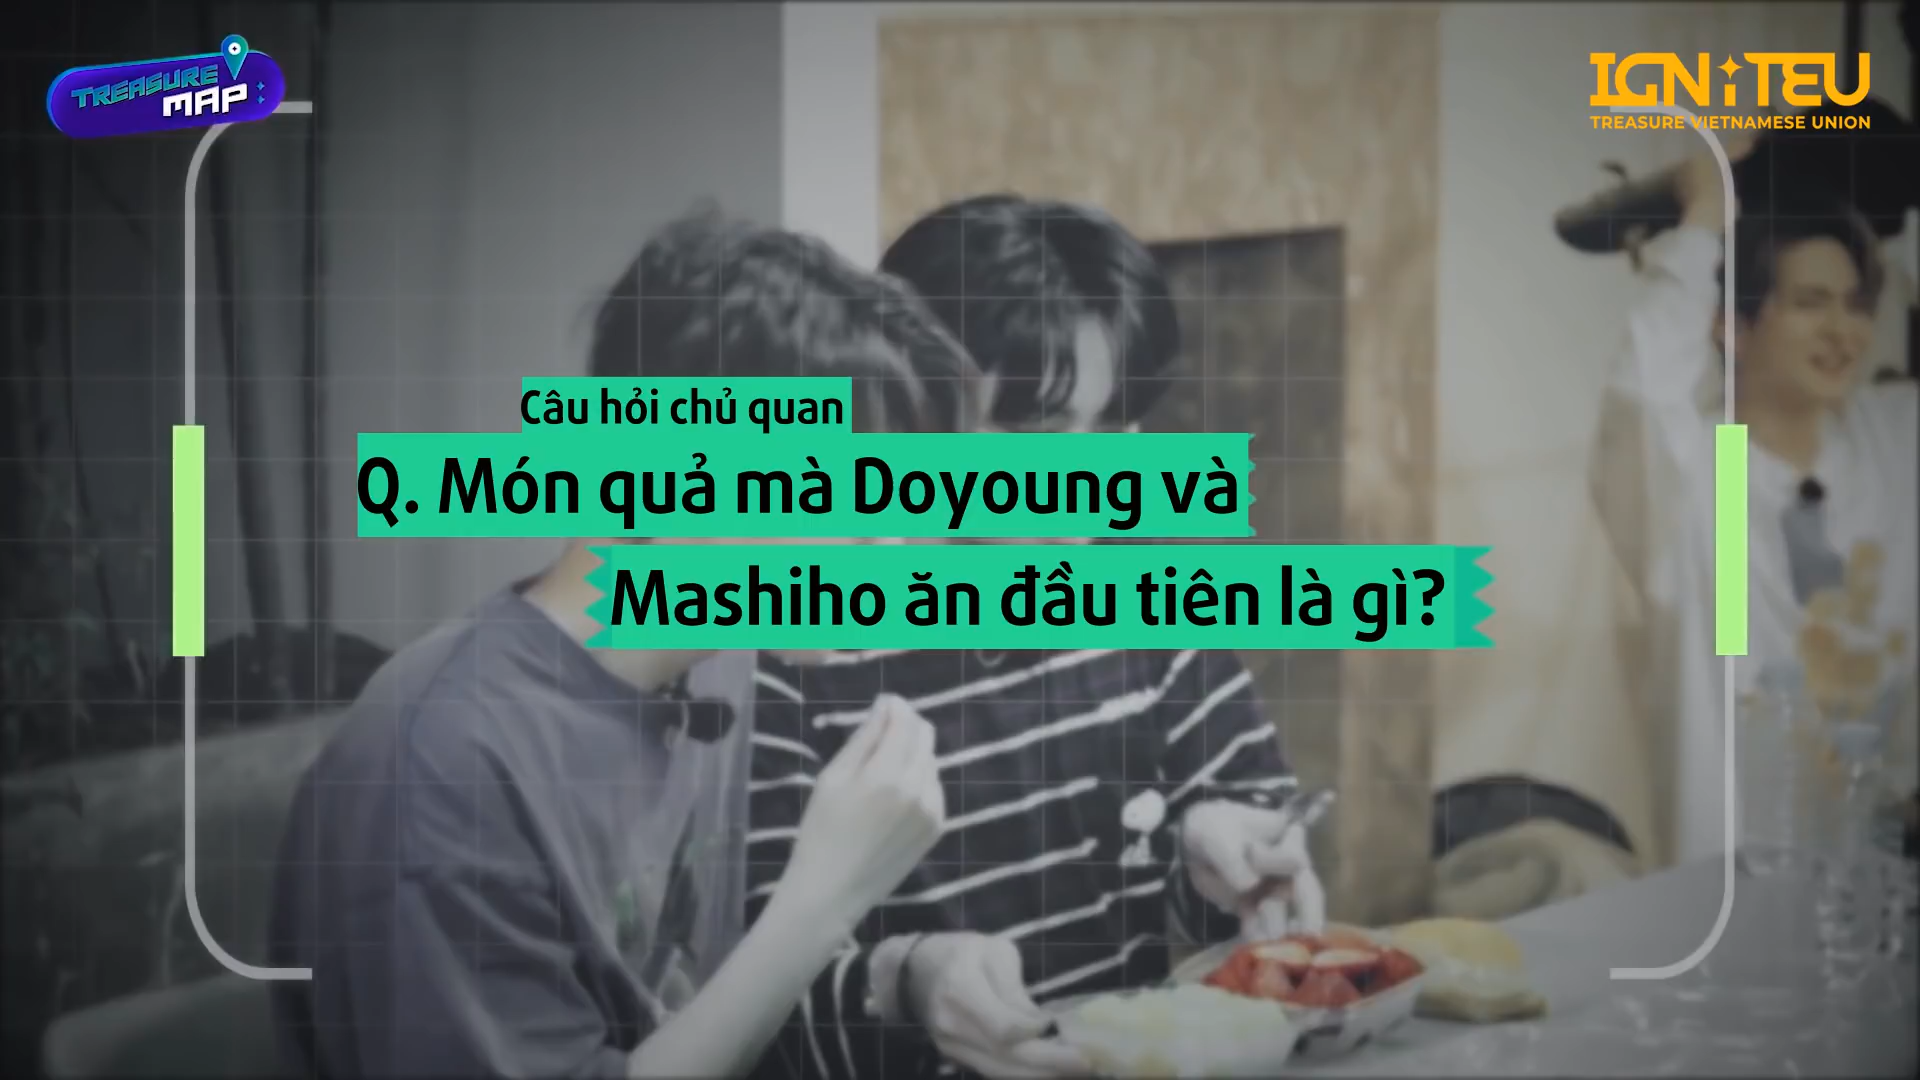 TREASURE
MAP
IGNITEU
TREASURE VIETNAMESE UNION
Câu hỏi chủ quan
Q. Món quả mà Doyoung và
Mashiho ăn đầu tiên là gì?